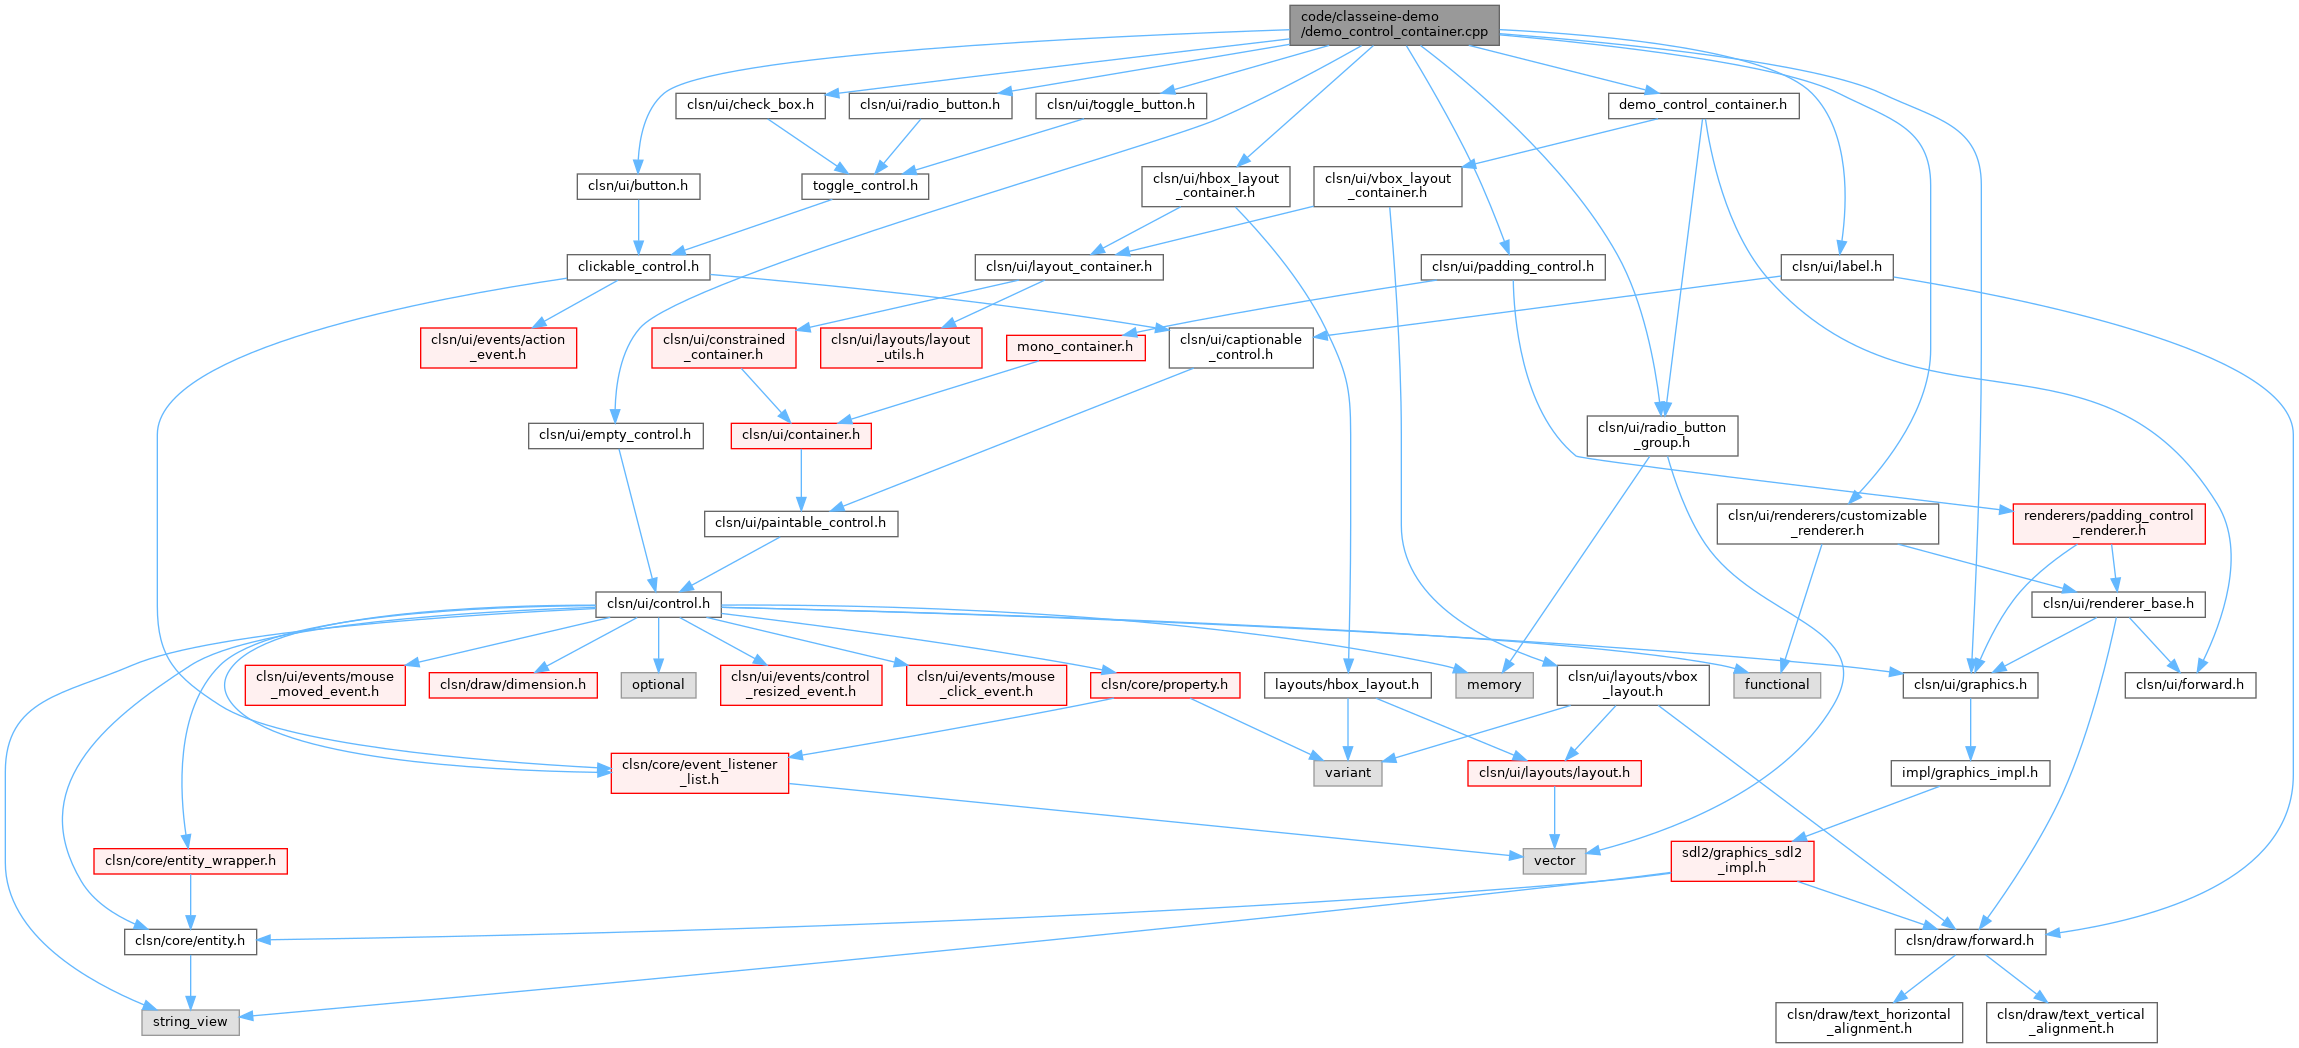 code/classeine-demo
/demo_control_container.cpp
clsn/ui/check_box.h
clsn/ui/radio_button.h
clsn/ui/toggle_button.h
demo_control_container.h
clsn/ui/button.h
toggle_control.h
clsn/ui/hbox_layout
_container.h
clsn/ui/vbox_layout
_container.h
clickable_control.h
clsn/ui/layout_container.h
clsn/ui/padding_control.h
clsn/ui/label.h
clsn/ui/events/action
_event.h
clsn/ui/constrained
_container.h
clsn/ui/layouts/layout
_utils.h
mono_container.h
clsn/ui/captionable
_control.h
clsn/ui/empty_control.h
clsn/ui/container.h
clsn/ui/radio_button
_group.h
clsn/ui/paintable_control.h
clsn/ui/renderers/customizable
_renderer.h
renderers/padding_control
_renderer.h
clsn/ui/control.h
clsn/ui/renderer_base.h
clsn/ui/events/mouse
_moved_event.h
clsn/draw/dimension.h
optional
clsn/ui/events/control
_resized_event.h
clsn/ui/events/mouse
_click_event.h
clsn/core/property.h
layouts/hbox_layout.h
memory
clsn/ui/layouts/vbox
_layout.h
functional
clsn/ui/graphics.h
clsn/ui/forward.h
clsn/core/event_listener
_list.h
variant
clsn/ui/layouts/layout.h
impl/graphics_impl.h
clsn/core/entity_wrapper.h
vector
sdl2/graphics_sdl2
_impl.h
clsn/core/entity.h
clsn/draw/forward.h
string_view
clsn/draw/text_horizontal
_alignment.h
clsn/draw/text_vertical
_alignment.h